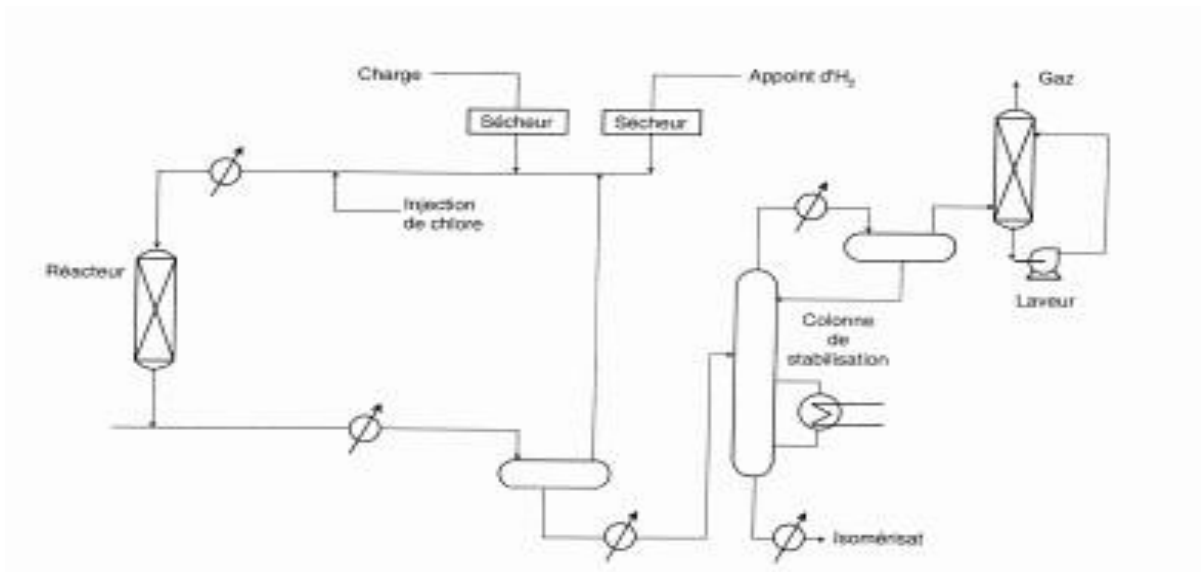 Charge
Appoint d'H₂
Gaz
Sécheur
Sécheur
Injection
de chlore
Réacteur
Laveur
Colonne
de
stabilisation
Isomérisat